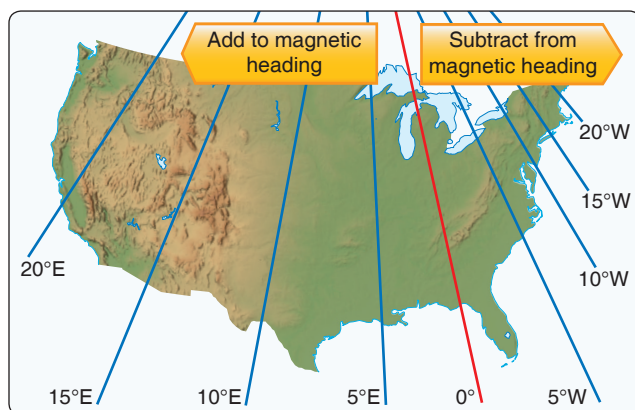 Add to magnetic
heading
Subtract from
magnetic heading
20°W
15°W
20°E
10°W
15°E
10°E
5°E
0°
5°W